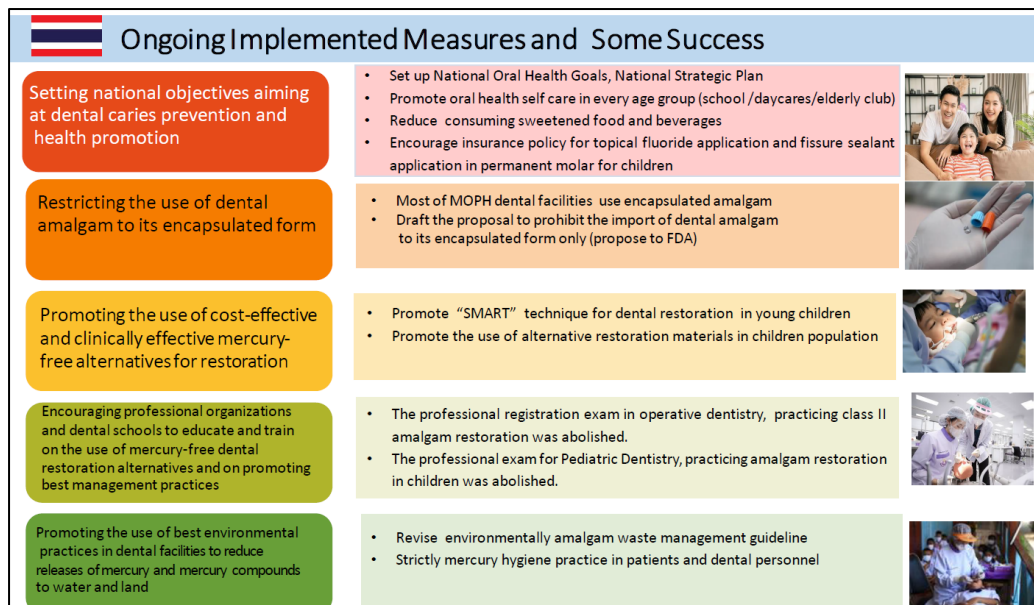 Ongoing Implemented Measures and Some Success
Setting national objectives aiming
at dental caries prevention and
health promotion
• Set up National Oral Health Goals, National Strategic Plan
• Promote oral health self care in every age group (school /daycares/elderly club)
• Reduce consuming sweetened food and beverages
• Encourage insurance policy for topical fluoride application and fissure sealant
application in permanent molar for children
Restricting the use of dental
amalgam to its encapsulated form
• Most of MOPH dental facilities use encapsulated amalgam
• Draft the proposal to prohibit the import of dental amalgam
to its encapsulated form only (propose to FDA)
Promoting the use of cost-effective
and clinically effective mercury-
free alternatives for restoration
• Promote “SMART” technique for dental restoration in young children
• Promote the use of alternative restoration materials in children population
Encouraging professional organizations
and dental schools to educate and train
on the use of mercury-free dental
restoration alternatives and on promoting
best management practices
• The professional registration exam in operative dentistry, practicing class II
amalgam restoration was abolished.
• The professional exam for Pediatric Dentistry, practicing amalgam restoration
in children was abolished.
Promoting the use of best environmental
practices in dental facilities to reduce
releases of mercury and mercury compounds
to water and land
• Revise environmentally amalgam waste management guideline
• Strictly mercury hygiene practice in patients and dental personnel